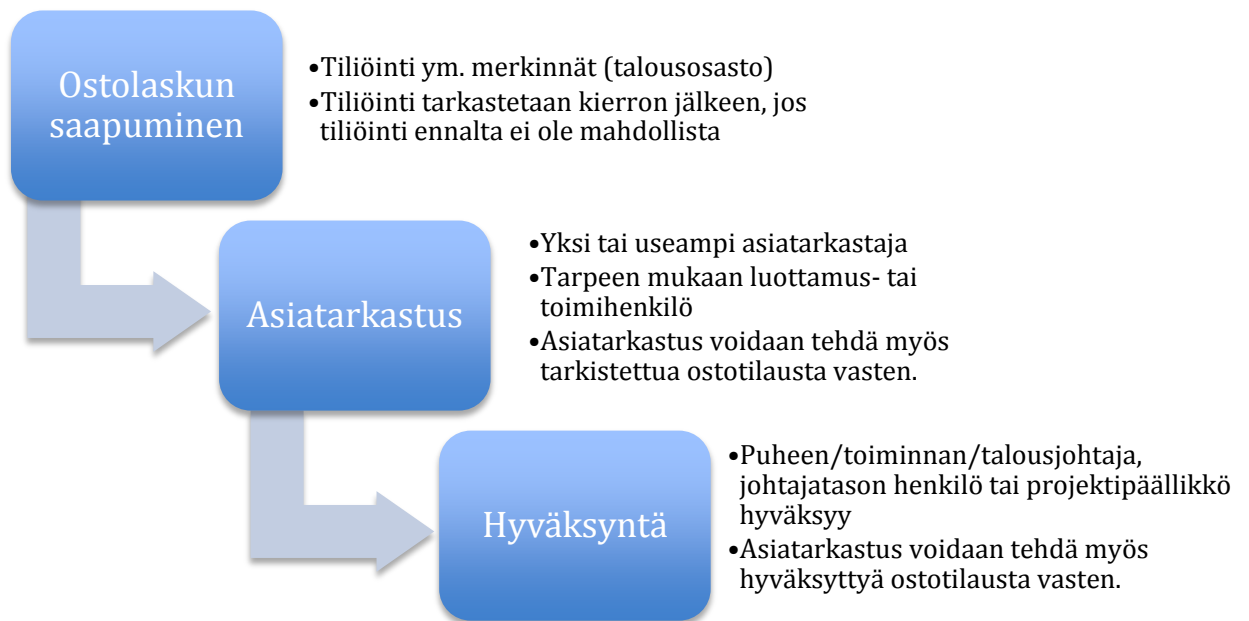 Ostolaskun
saapuminen
•Tiliöinti ym. merkinnät (talousosasto)
•Tiliöinti tarkastetaan kierron jälkeen, jos
tiliöinti ennalta ei ole mahdollista
Asiatarkastus
•Yksi tai useampi asiatarkastaja
•Tarpeen mukaan luottamus- tai
toimihenkilö
•Asiatarkastus voidaan tehdä myös
tarkistettua ostotilausta vasten.
Hyväksyntä
•Puheen/toiminnan/talousjohtaja,
johtajatason henkilö tai projektipäällikkö
hyväksyy
•Asiatarkastus voidaan tehdä myös
hyväksyttyä ostotilausta vasten.